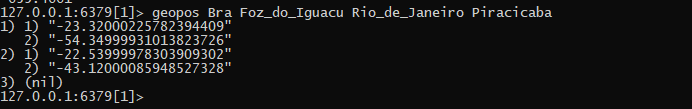 127.0.0.1:6379[1]> geopos Bra Foz_do_Iguacu Rio_de_Janeiro Piracicaba
1) 1) "-23.32000225782394409"
   2) "-54.34999931013823726"
2) 1) "-22.53999978303909302"
   2) "-43.12000085948527328"
3) (nil)
127.0.0.1:6379[1]>